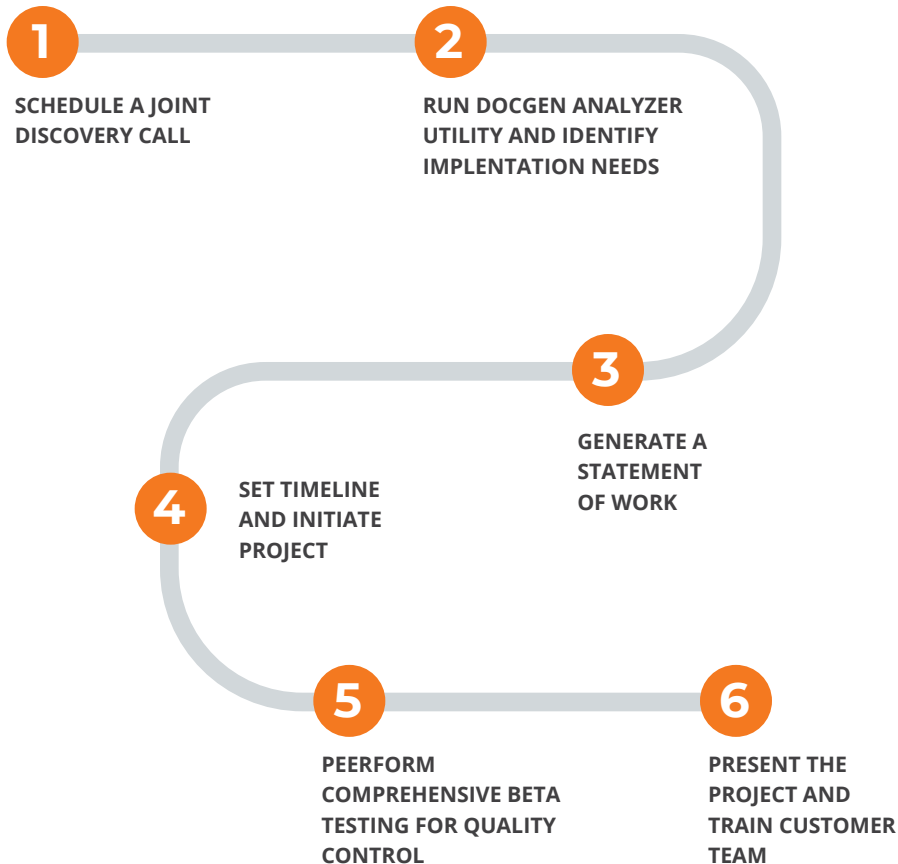 1
SCHEDULE A JOINT
DISCOVERY CALL
2
RUN DOCGEN ANALYZER
UTILITY AND IDENTIFY
IMPLENTATION NEEDS
3
GENERATE A
STATEMENT
OF WORK
4
SET TIMELINE
AND INITIATE
PROJECT
5
PEERFORM
COMPREHENSIVE BETA
TESTING FOR QUALITY
CONTROL
6
PRESENT THE
PROJECT AND
TRAIN CUSTOMER
TEAM